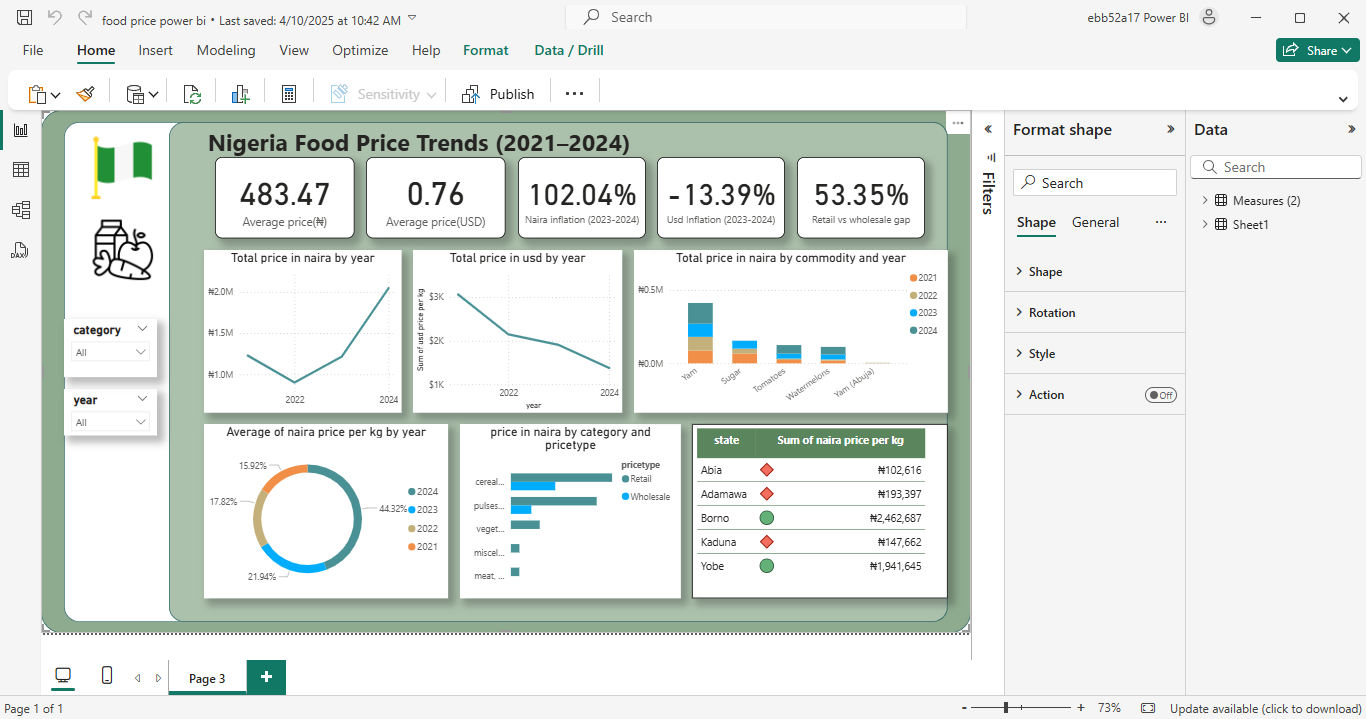 food price power bi • Last saved: 4/10/2025 at 10:42 AM
Search
ebb52a17 Power BI
File Home Insert Modeling View Optimize Help Format Data / Drill
Share
Sensitivity
Publish
Nigeria Food Price Trends (2021–2024)
483.47
Average price(₦)
0.76
Average price(USD)
102.04%
Naira inflation (2023-2024)
-13.39%
Usd Inflation (2023-2024)
53.35%
Retail vs wholesale gap
category
All
year
All
Total price in naira by year
₦2.0M
₦1.5M
₦1.0M
2022 2024
Total price in usd by year
Sum of usd price per kg
$3K
$2K
$1K
2022 2024
year
Total price in naira by commodity and year
₦0.5M
₦0.0M
Yam
Sugar
Tomatoes
Watermelons
Yam (Abuja)
2021
2022
2023
2024
Average of naira price per kg by year
15.92%
17.82%
21.94%
44.32%
2024
2023
2022
2021
price in naira by category and
pricetype
cereal...
pulses...
veget...
miscel...
meat, ...
pricetype
Retail
Wholesale
state Sum of naira price per kg
Abia ₦102,616
Adamawa ₦193,397
Borno ₦2,462,687
Kaduna ₦147,662
Yobe ₦1,941,645
Filters
Format shape
Search
Shape General
Shape
Rotation
Style
Action Off
Data
Search
Measures (2)
Sheet1
DAX
Page 3
Page 1 of 1
- + 73%
Update available (click to download)